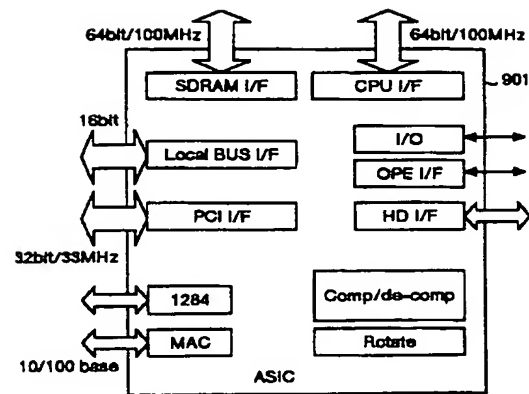 64bit/100MHz
64bit/100MHz
SDRAM I/F
CPU I/F
901
16bit
Local BUS I/F
I/O
OPE I/F
PCI I/F
HD I/F
32bit/33MHz
1284
Comp/de-comp
MAC
Rotate
10/100 base
ASIC